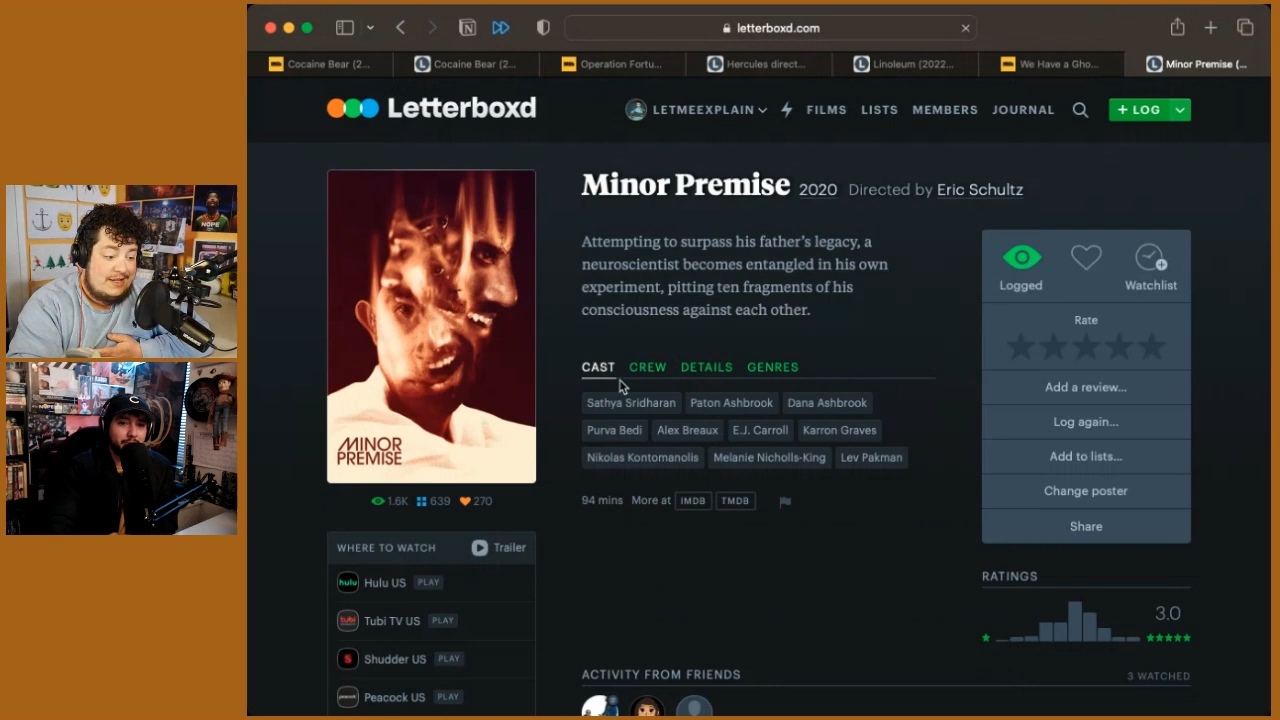 letterboxd.com
Cocaine Bear (2...
Cocaine Bear (2...
Operation Fortu...
Hercules direct...
Linoleum (2022...
We Have a Gho...
Minor Premise (...
Letterboxd
LETMEEXPLAIN
FILMS
LISTS
MEMBERS
JOURNAL
+ LOG
Minor Premise 2020 Directed by Eric Schultz
Attempting to surpass his father's legacy, a
neuroscientist becomes entangled in his own
experiment, pitting ten fragments of his
consciousness against each other.
Logged
Watchlist
Rate
Add a review...
Log again...
Add to lists...
Change poster
Share
CAST CREW DETAILS GENRES
Sathya Sridharan Paton Ashbrook Dana Ashbrook
Purva Bedi Alex Breaux E.J. Carroll Karron Graves
Nikolas Kontomanolis Melanie Nicholls-King Lev Pakman
94 mins More at IMDB TMDB
MINOR
PREMISE
1.6K 639 270
WHERE TO WATCH Trailer
hulu Hulu US PLAY
tubi Tubi TV US PLAY
S Shudder US PLAY
peacock Peacock US PLAY
RATINGS
3.0
ACTIVITY FROM FRIENDS 3 WATCHED
NOPE